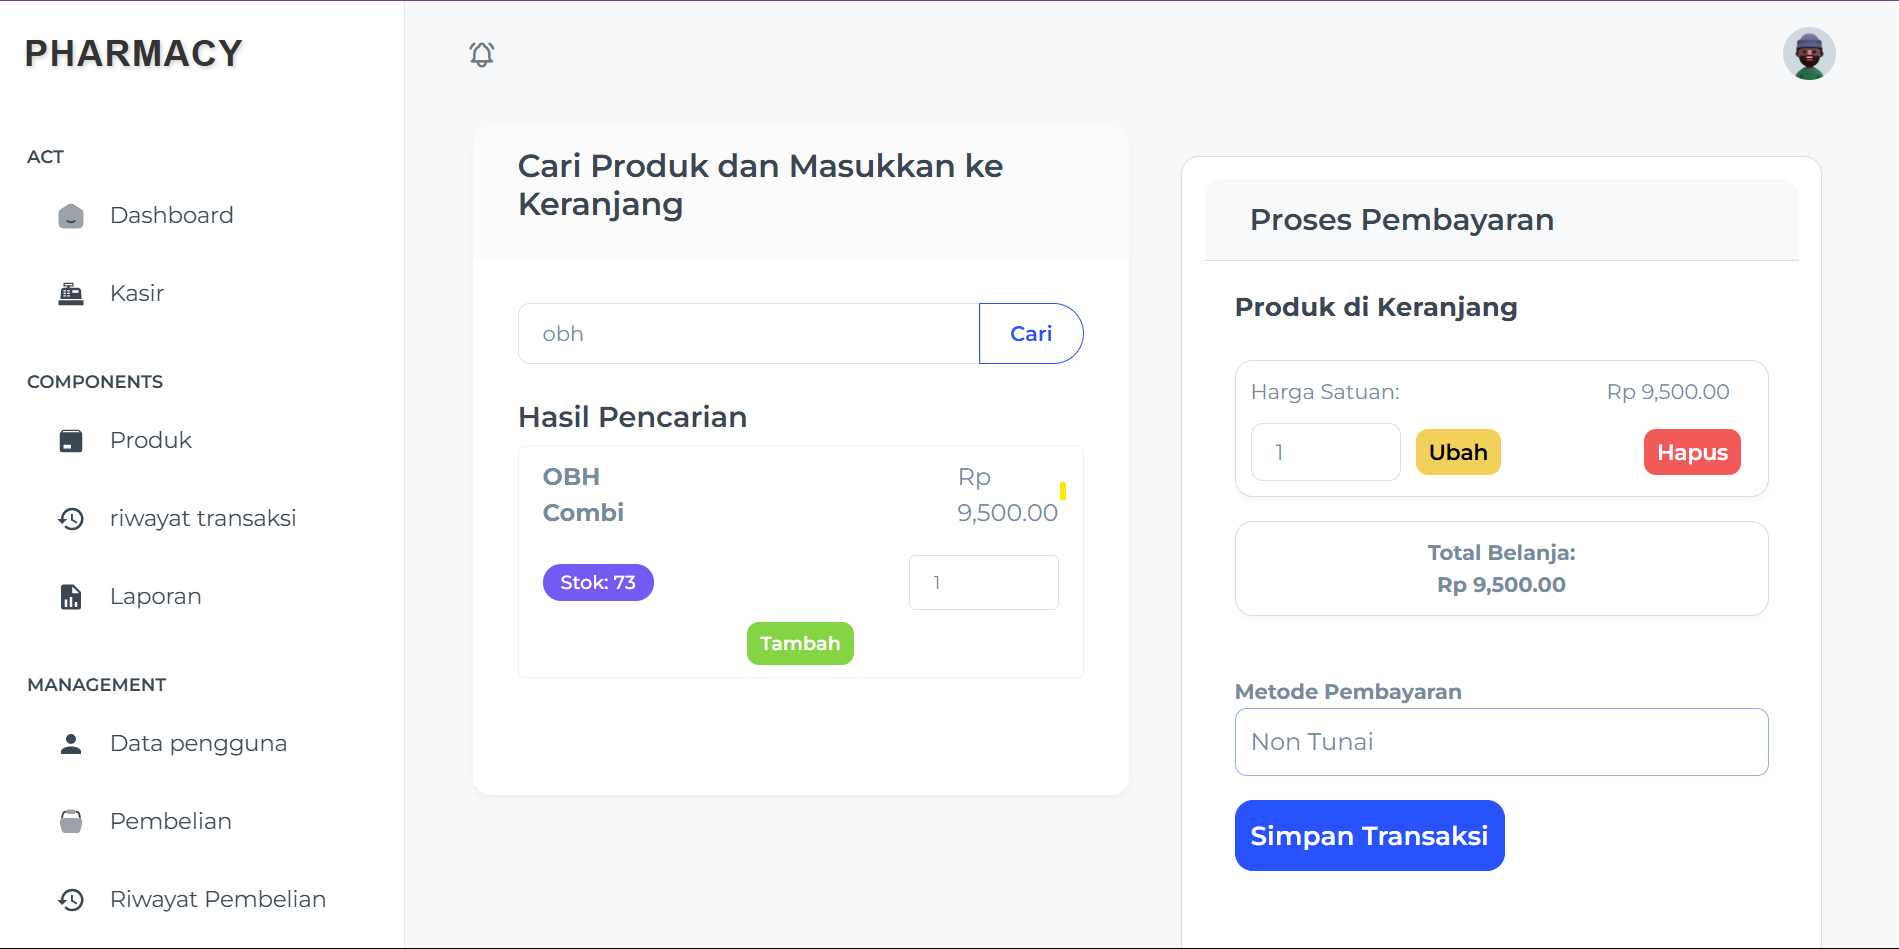 PHARMACY
ACT
Dashboard
Kasir
COMPONENTS
Produk
riwayat transaksi
Laporan
MANAGEMENT
Data pengguna
Pembelian
Riwayat Pembelian
Cari Produk dan Masukkan ke
Keranjang
obh
Cari
Hasil Pencarian
OBH
Combi
Rp
9,500.00
Stok: 73
1
Tambah
Proses Pembayaran
Produk di Keranjang
Harga Satuan:
Rp 9,500.00
1
Ubah
Hapus
Total Belanja:
Rp 9,500.00
Metode Pembayaran
Non Tunai
Simpan Transaksi